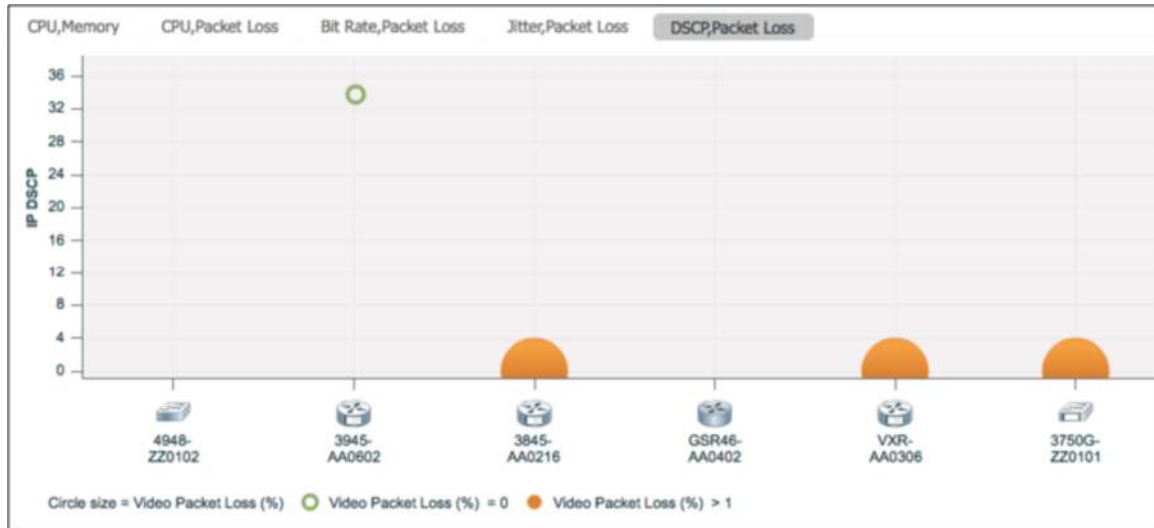 CPU,Memory CPU,Packet Loss Bit Rate,Packet Loss Jitter,Packet Loss DSCP,Packet Loss
36
32
28
24
20
16
12
8
4
0
IP DSCP
4948-
ZZ0102
3945-
AA0602
3845-
AA0216
GSR46-
AA0402
VXR-
AA0306
3750G-
ZZ0101
Circle size = Video Packet Loss (%) Video Packet Loss (%) = 0 Video Packet Loss (%) > 1